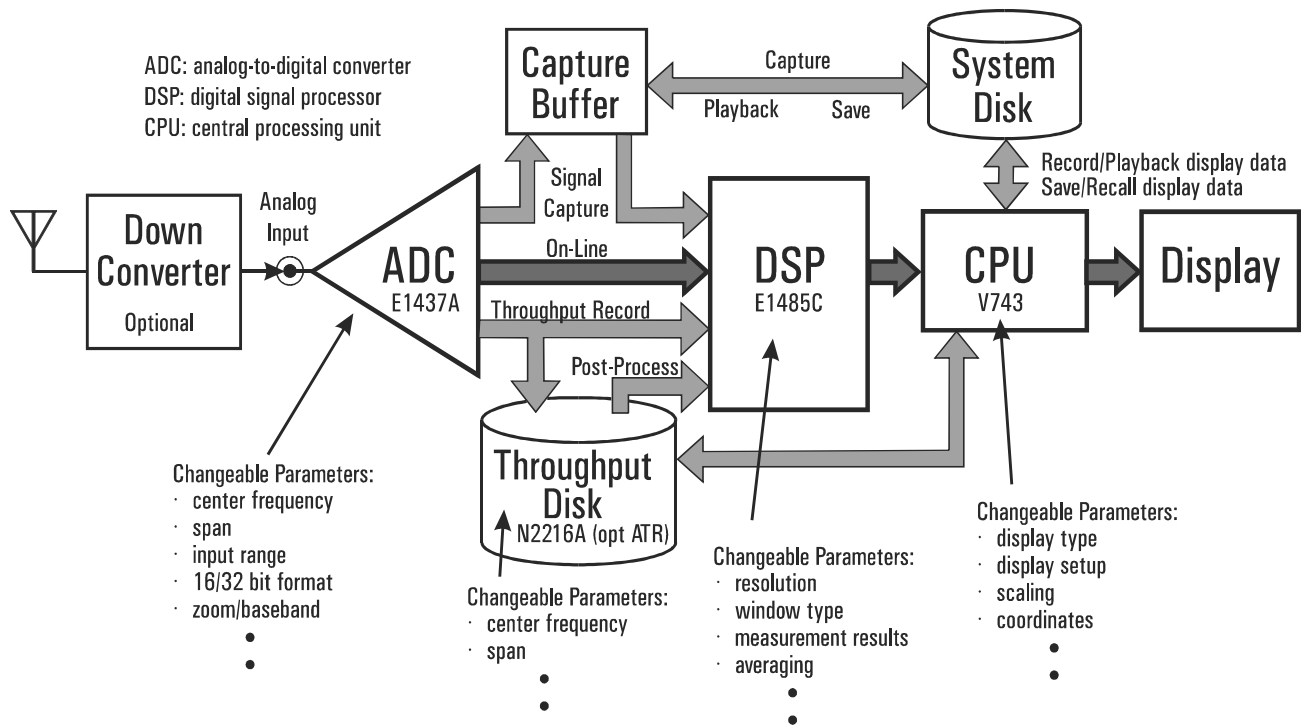 ADC: analog-to-digital converter
DSP: digital signal processor
CPU: central processing unit
Capture
Buffer
Capture
Playback
Save
System
Disk
Record/Playback display data
Save/Recall display data
Signal
Capture
Analog
Input
Down
Converter
Optional
ADC
E1437A
On-Line
Throughput Record
Post-Process
DSP
E1485C
CPU
V743
Display
Throughput
Disk
N2216A (opt ATR)
Changeable Parameters:
· center frequency
· span
· input range
· 16/32 bit format
· zoom/baseband
Changeable Parameters:
· center frequency
· span
Changeable Parameters:
· resolution
· window type
· measurement results
· averaging
Changeable Parameters:
· display type
· display setup
· scaling
· coordinates